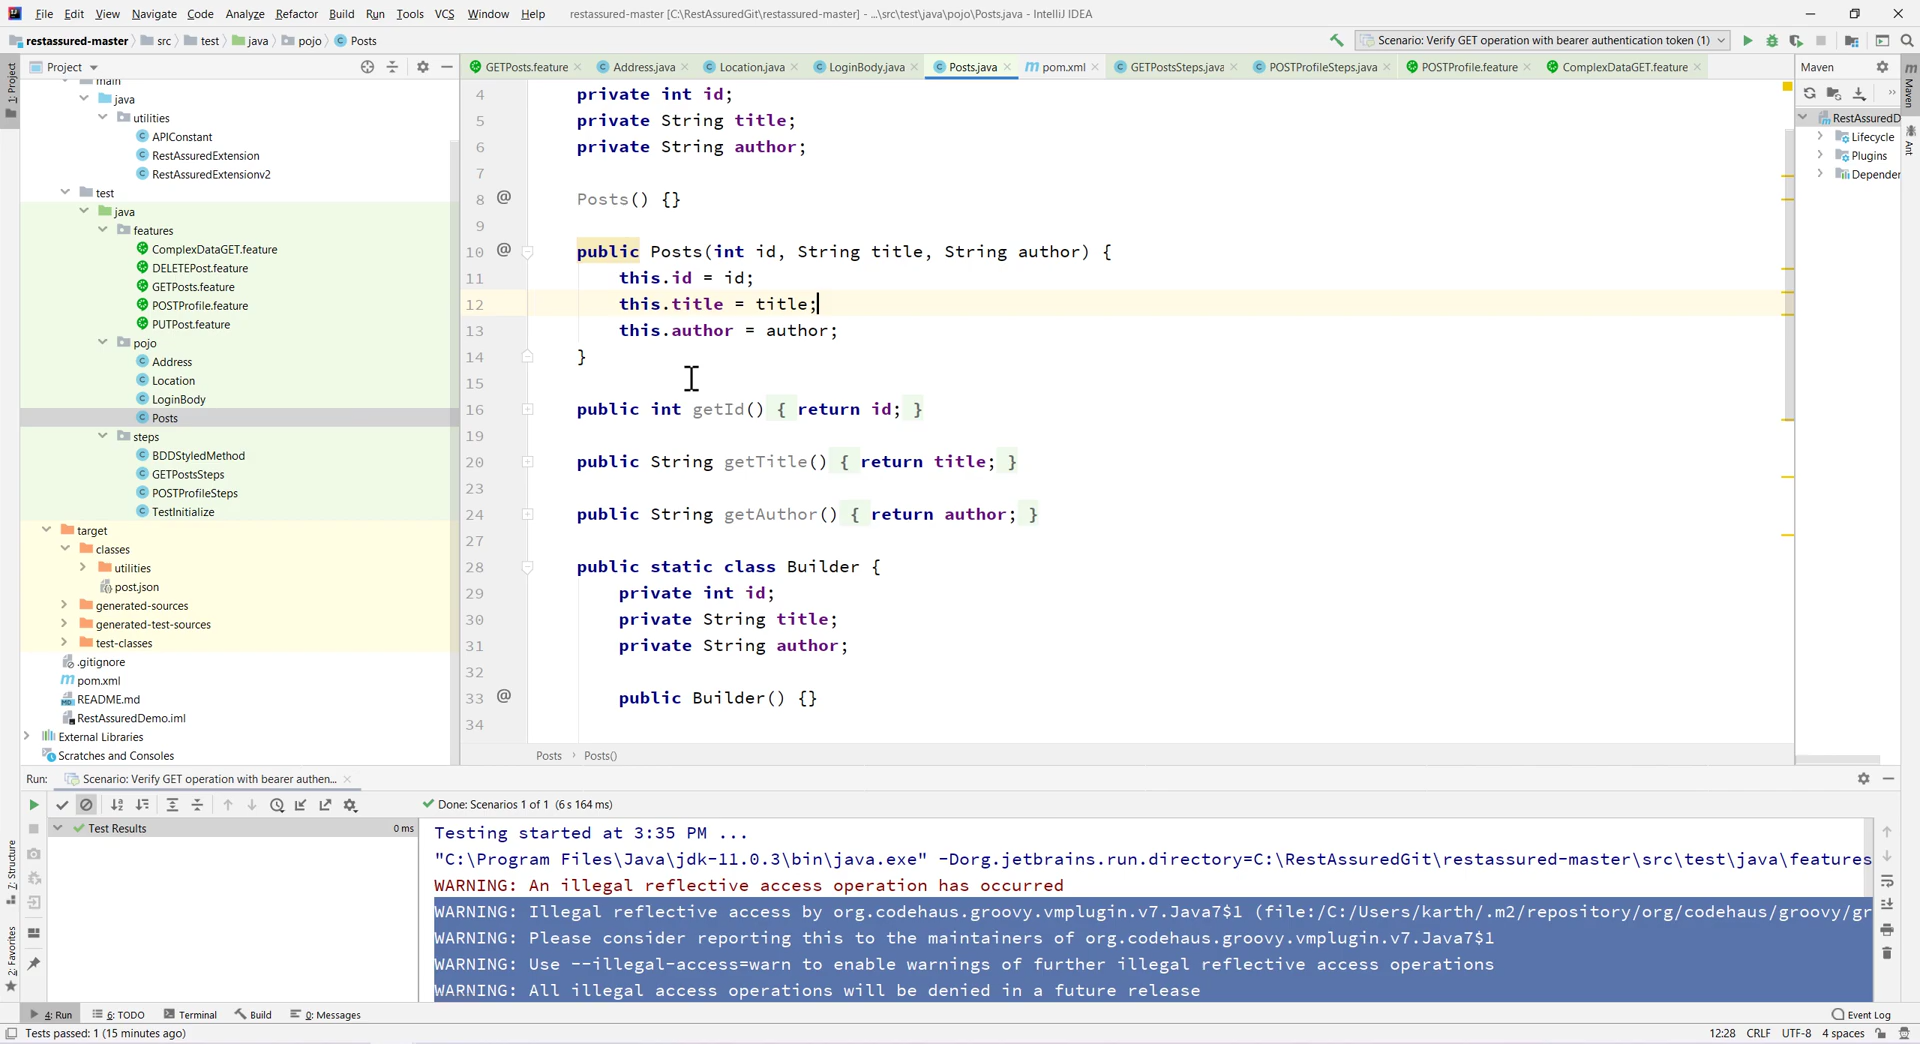 File Edit View Navigate Code Analyze Refactor Build Run Tools VCS Window Help restassured-master [C:\RestAssuredGit\restassured-master] - ...\src\test\java\pojo\Posts.java - IntelliJ IDEA
restassured-master src test java pojo Posts Scenario: Verify GET operation with bearer authentication token (1)
1: Project
Project
GETPosts.feature Address.java Location.java LoginBody.java Posts.java pom.xml GETPostsSteps.java POSTProfileSteps.java POSTProfile.feature ComplexDataGET.feature
Maven
main
java
utilities
APIConstant
RestAssuredExtension
RestAssuredExtensionv2
test
java
features
ComplexDataGET.feature
DELETEPost.feature
GETPosts.feature
POSTProfile.feature
PUTPost.feature
pojo
Address
Location
LoginBody
Posts
steps
BDDStyledMethod
GETPostsSteps
POSTProfileSteps
TestInitialize
target
classes
utilities
post.json
generated-sources
generated-test-sources
test-classes
.gitignore
pom.xml
README.md
RestAssuredDemo.iml
External Libraries
Scratches and Consoles
4 private int id;
5 private String title;
6 private String author;
7
8 @ Posts() {}
9
10 @ public Posts(int id, String title, String author) {
11 this.id = id;
12 this.title = title;
13 this.author = author;
14 }
15
16 public int getId() { return id; }
19
20 public String getTitle() { return title; }
23
24 public String getAuthor() { return author; }
27
28 public static class Builder {
29 private int id;
30 private String title;
31 private String author;
32
33 @ public Builder() {}
34
Posts › Posts()
RestAssuredD
Lifecycle
Plugins
Depender
Maven
Ant
Run: Scenario: Verify GET operation with bearer authen...
Done: Scenarios 1 of 1 (6 s 164 ms)
Test Results 0 ms
Testing started at 3:35 PM ...
"C:\Program Files\Java\jdk-11.0.3\bin\java.exe" -Dorg.jetbrains.run.directory=C:\RestAssuredGit\restassured-master\src\test\java\features
WARNING: An illegal reflective access operation has occurred
WARNING: Illegal reflective access by org.codehaus.groovy.vmplugin.v7.Java7$1 (file:/C:/Users/karth/.m2/repository/org/codehaus/groovy/gr
WARNING: Please consider reporting this to the maintainers of org.codehaus.groovy.vmplugin.v7.Java7$1
WARNING: Use --illegal-access=warn to enable warnings of further illegal reflective access operations
WARNING: All illegal access operations will be denied in a future release
Z: Structure
2: Favorites
4: Run 6: TODO Terminal Build 0: Messages Event Log
Tests passed: 1 (15 minutes ago) 12:28 CRLF UTF-8 4 spaces